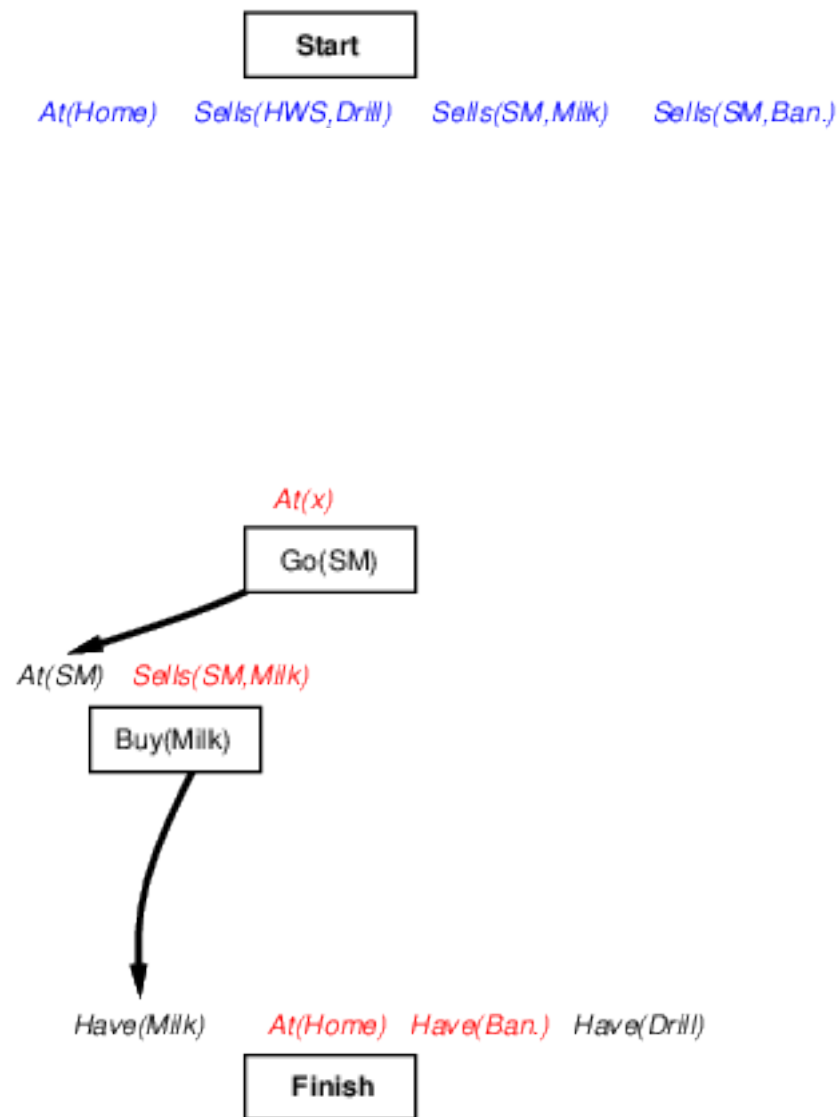 Start
At(Home) Sells(HWS,Drill) Sells(SM,Milk) Sells(SM,Ban.)
At(x)
Go(SM)
At(SM) Sells(SM,Milk)
Buy(Milk)
Have(Milk) At(Home) Have(Ban.) Have(Drill)
Finish